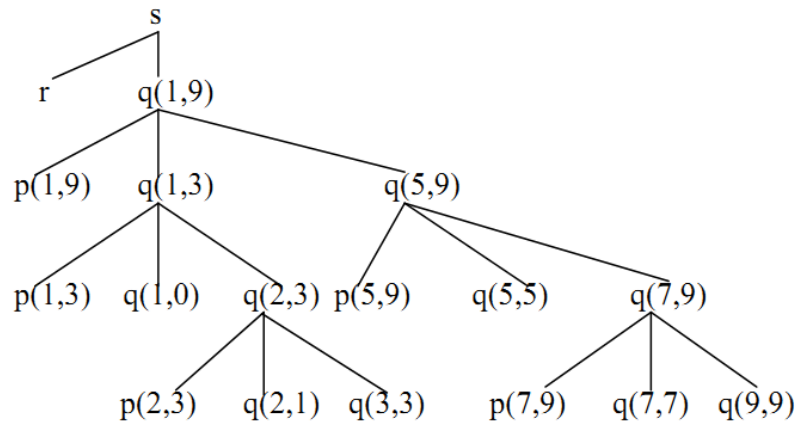 s
r q(1,9)
p(1,9) q(1,3) q(5,9)
p(1,3) q(1,0) q(2,3) p(5,9) q(5,5) q(7,9)
p(2,3) q(2,1) q(3,3) p(7,9) q(7,7) q(9,9)